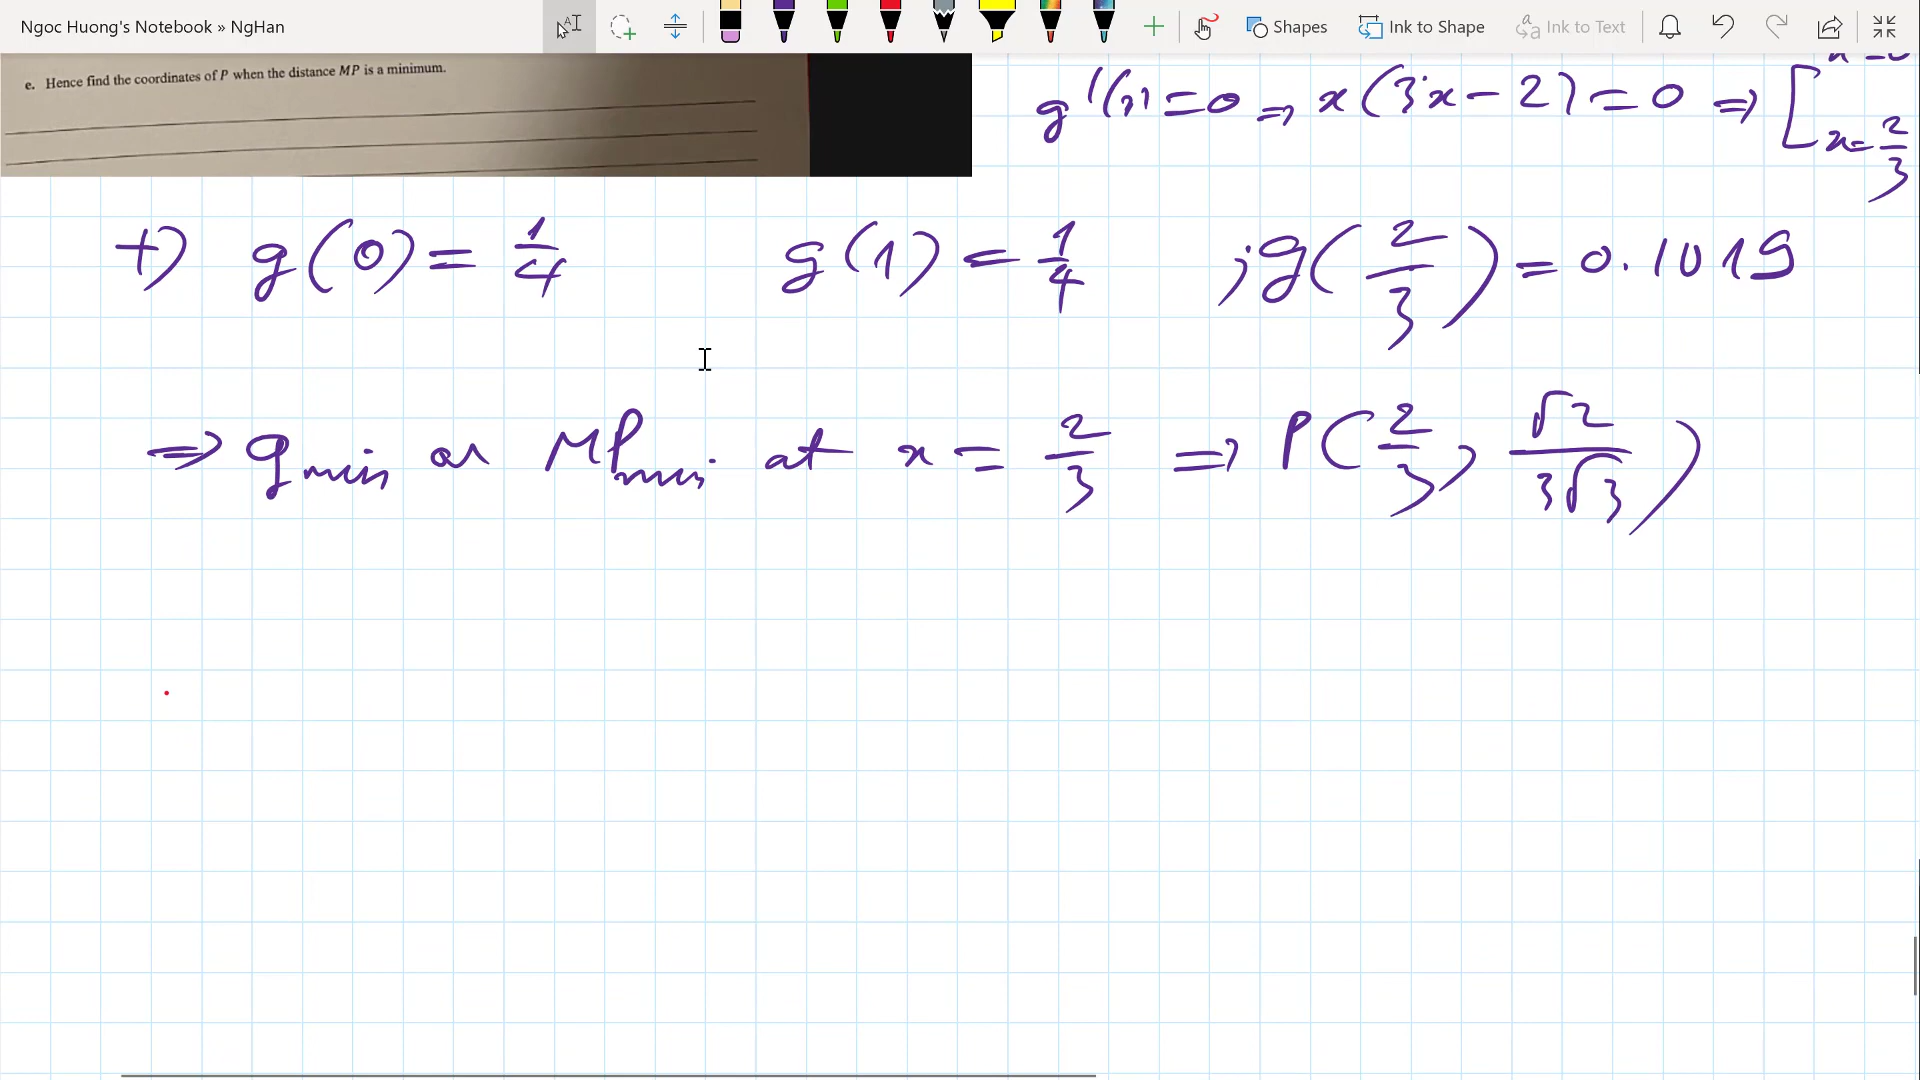 Ngoc Huong's Notebook » NgHan
Shapes
Ink to Shape
Ink to Text
e. Hence find the coordinates of P when the distance MP is a minimum.
g'(x) = 0 ⇒ x(3x - 2) = 0 ⇒ [ x=0 x= 2/3
+) g(0) = 1/4 g(1) = 1/4 ; g(2/3) = 0.1019
⇒ g min or MP min at x = 2/3 ⇒ P(2/3, √2/3√3)